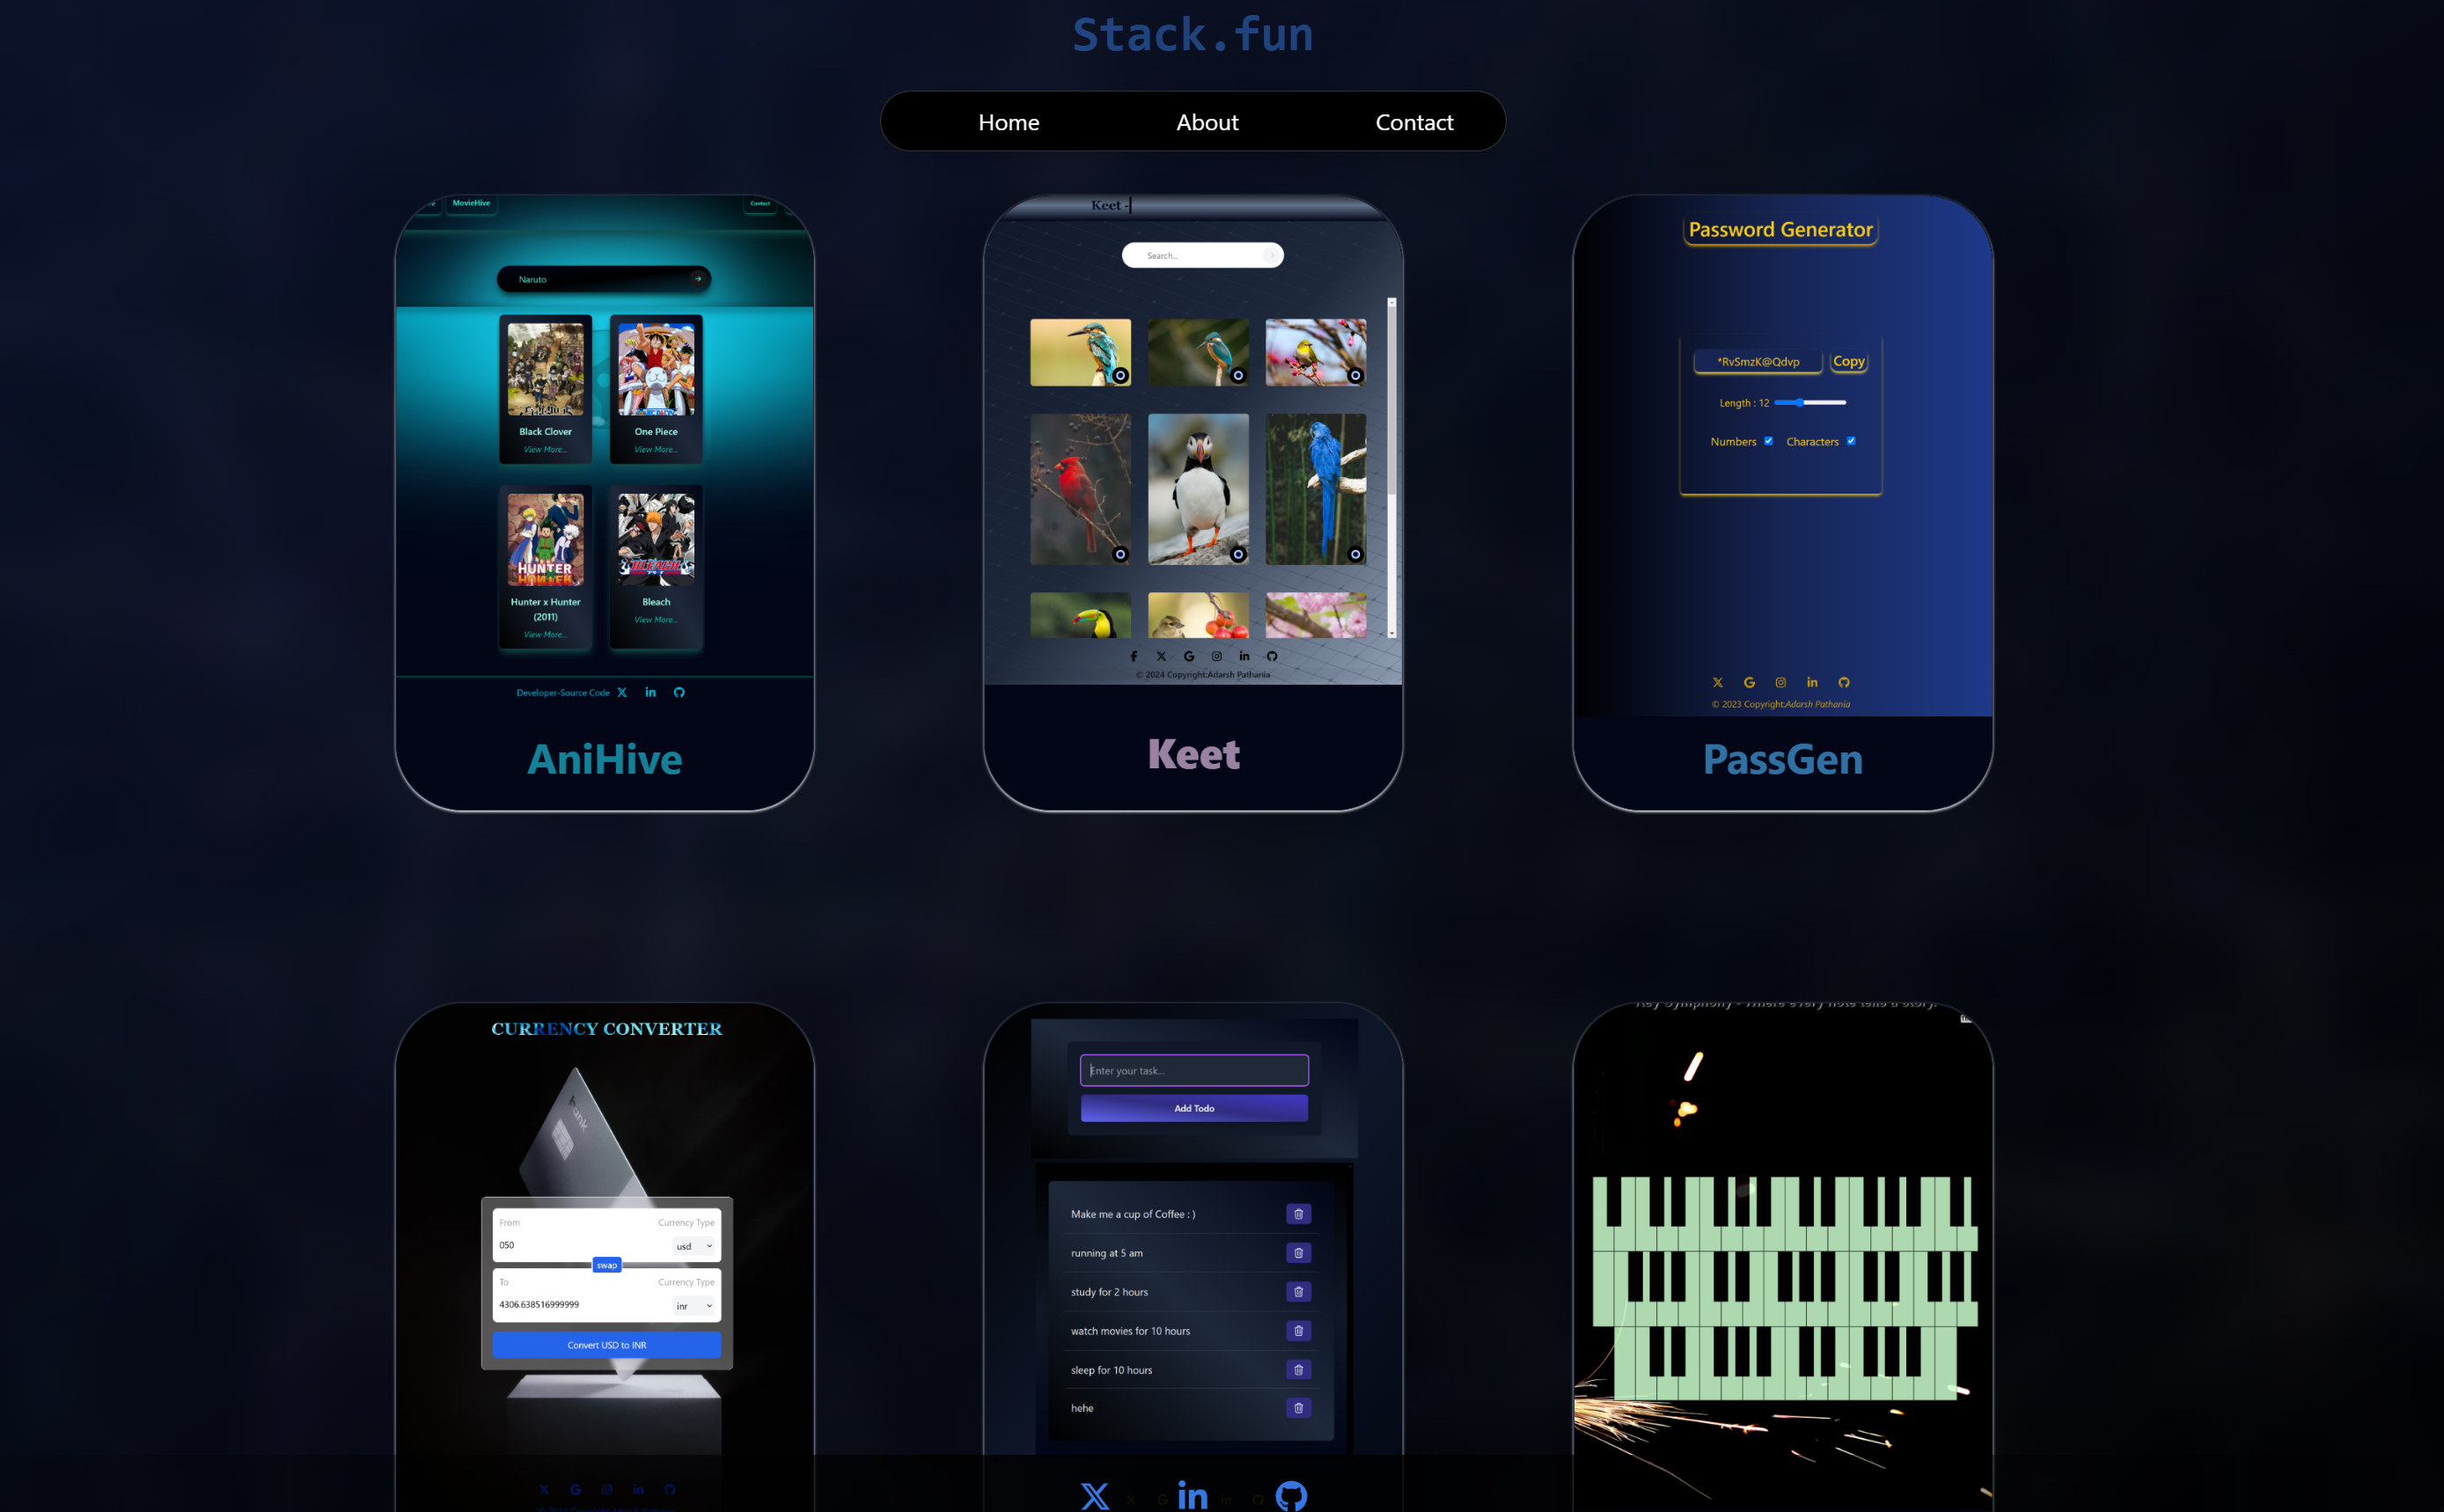 Stack.fun
Home About Contact
MovieHive
Contact
Naruto
Black Clover
View More...
One Piece
View More...
HUNTER
HUNTER
Hunter x Hunter
(2011)
View More...
BLEACH
Bleach
View More...
Developer-Source Code
AniHive
Keet -
Search...
© 2024 Copyright:Adarsh Pathania
Keet
Password Generator
*RvSmzK@Qdvp Copy
Length : 12
Numbers Characters
© 2023 Copyright:Adarsh Pathania
PassGen
CURRENCY CONVERTER
bank
From Currency Type
050 usd
swap
To Currency Type
4306.638516999999 inr
Convert USD to INR
Enter your task...
Add Todo
Make me a cup of Coffee : )
running at 5 am
study for 2 hours
watch movies for 10 hours
sleep for 10 hours
hehe
Key Symphony - Where every note tells a story.